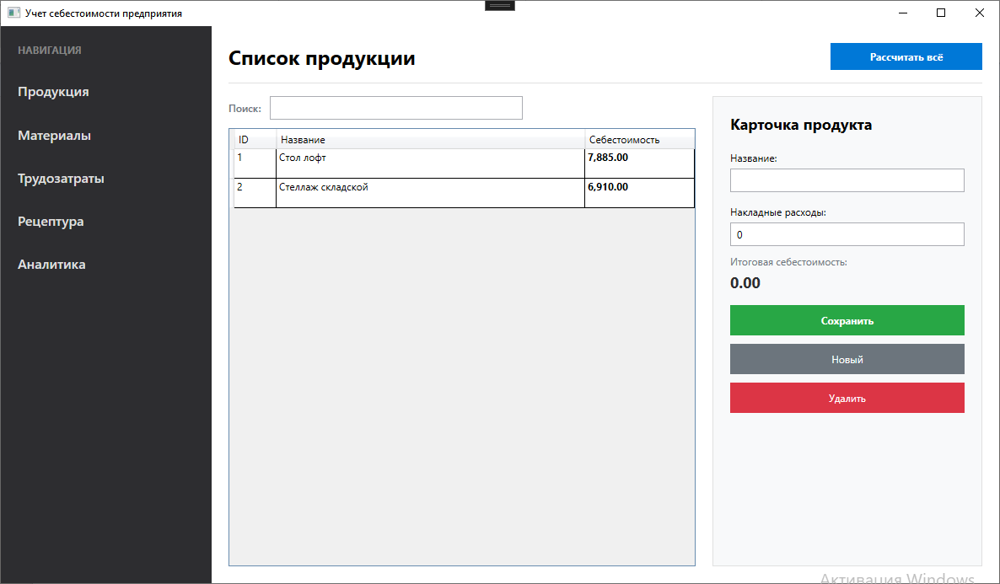 Учет себестоимости предприятия
НАВИГАЦИЯ
Продукция
Материалы
Трудозатраты
Рецептура
Аналитика
Список продукции
Рассчитать всё
Поиск:
ID Название Себестоимость
1 Стол лофт 7,885.00
2 Стеллаж складской 6,910.00
Карточка продукта
Название:
Накладные расходы:
0
Итоговая себестоимость:
0.00
Сохранить
Новый
Удалить
Активация Windows